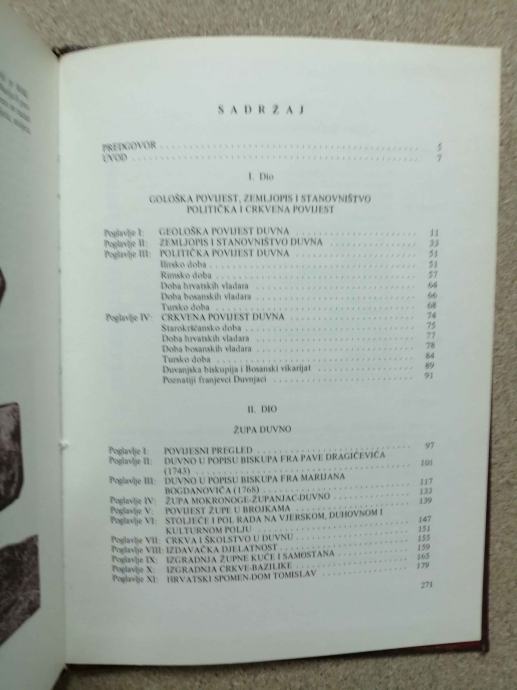 SADRŽAJ
PREDGOVOR 5
UVOD 7
I. Dio
GOLOŠKA POVIJEST, ZEMLJOPIS I STANOVNIŠTVO
POLITIČKA I CRKVENA POVIJEST
Poglavlje I: GEOLOŠKA POVIJEST DUVNA 11
Poglavlje II: ZEMLJOPIS I STANOVNIŠTVO DUVNA 33
Poglavlje III: POLITIČKA POVIJEST DUVNA 51
Ilirsko doba 51
Rimsko doba 57
Doba hrvatskih vladara 64
Doba bosanskih vladara 66
Tursko doba 68
Poglavlje IV: CRKVENA POVIJEST DUVNA 74
Starokršćansko doba 75
Doba hrvatskih vladara 77
Doba bosanskih vladara 78
Tursko doba 84
Duvanjska biskupija i Bosanski vikarijat 89
Poznatiji franjevci Duvnjaci 91
II. DIO
ŽUPA DUVNO
Poglavlje I: POVIJESNI PREGLED 97
Poglavlje II: DUVNO U POPISU BISKUPA FRA PAVE DRAGIĆEVIĆA
(1743) 101
Poglavlje III: DUVNO U POPISU BISKUPA FRA MARIJANA
BOGDANOVIĆA (1768) 117
Poglavlje IV: ŽUPA MOKRONOGE-ŽUPANJAC-DUVNO 133
Poglavlje V: POVIJEST ŽUPE U BROJKAMA 139
Poglavlje VI: STOLJEĆE I POL RADA NA VJERSKOM, DUHOVNOM I
KULTURNOM POLJU 147
Poglavlje VII: CRKVA I ŠKOLSTVO U DUVNU 151
Poglavlje VIII: IZDAVAČKA DJELATNOST 155
Poglavlje IX: IZGRADNJA ŽUPNE KUĆE I SAMOSTANA 159
Poglavlje X: IZGRADNJA CRKVE-BAZILIKE 165
Poglavlje XI: HRVATSKI SPOMEN-DOM TOMISLAV 179
271